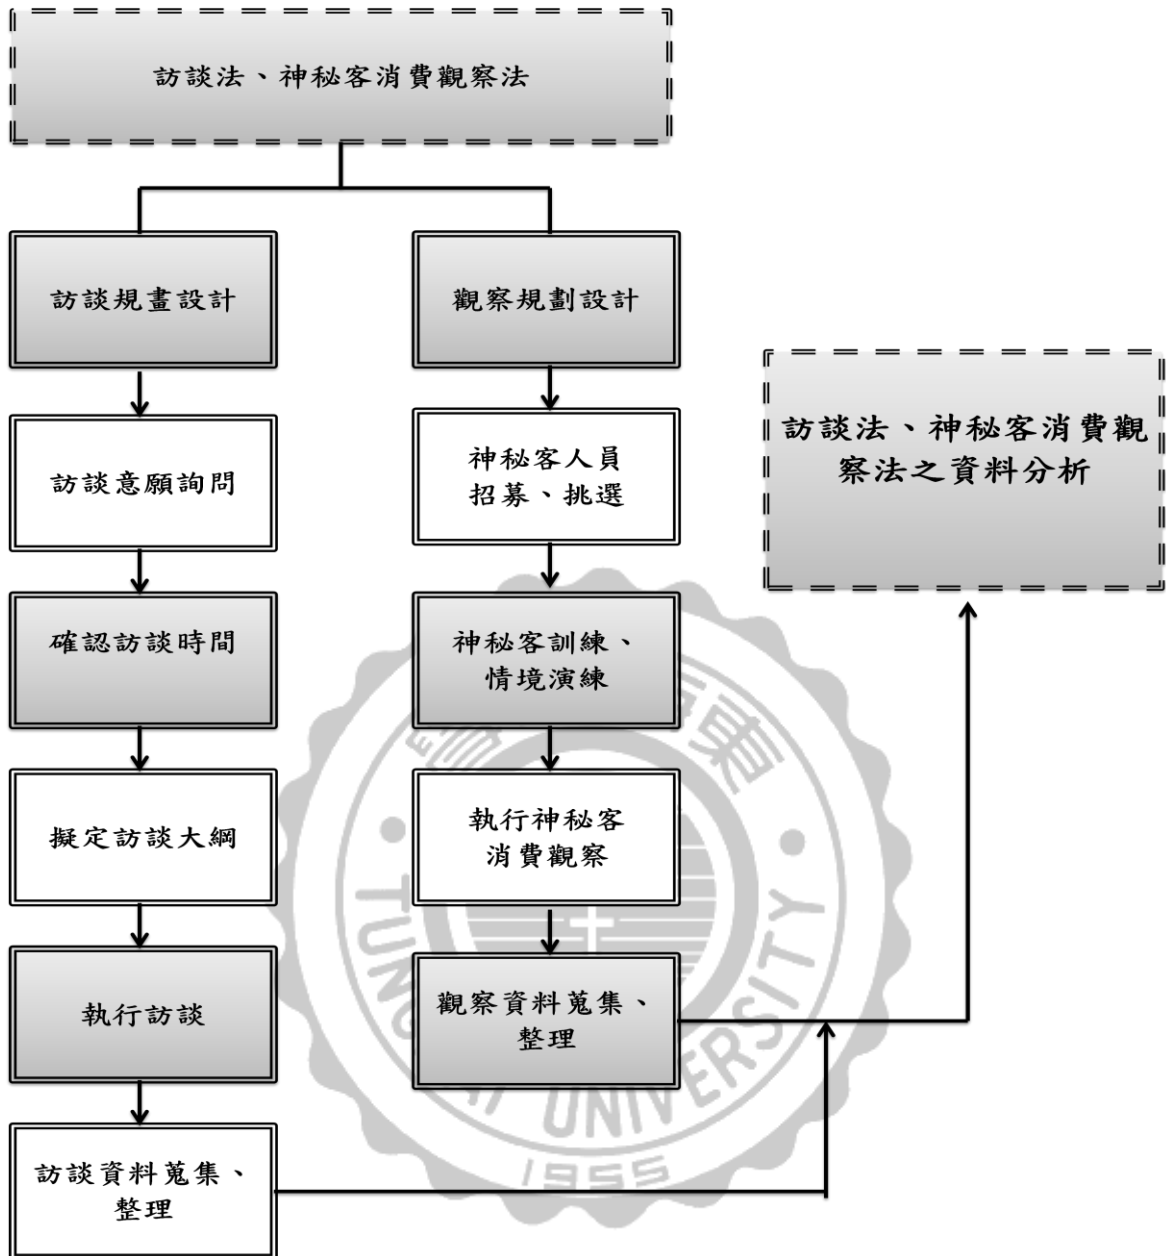 訪談法、神秘客消費觀察法
訪談規畫設計
訪談意願詢問
確認訪談時間
擬定訪談大綱
執行訪談
訪談資料蒐集、
整理
觀察規劃設計
神秘客人員
招募、挑選
神秘客訓練、
情境演練
執行神秘客
消費觀察
觀察資料蒐集、
整理
訪談法、神秘客消費觀
察法之資料分析
UNIVERSITY
1955